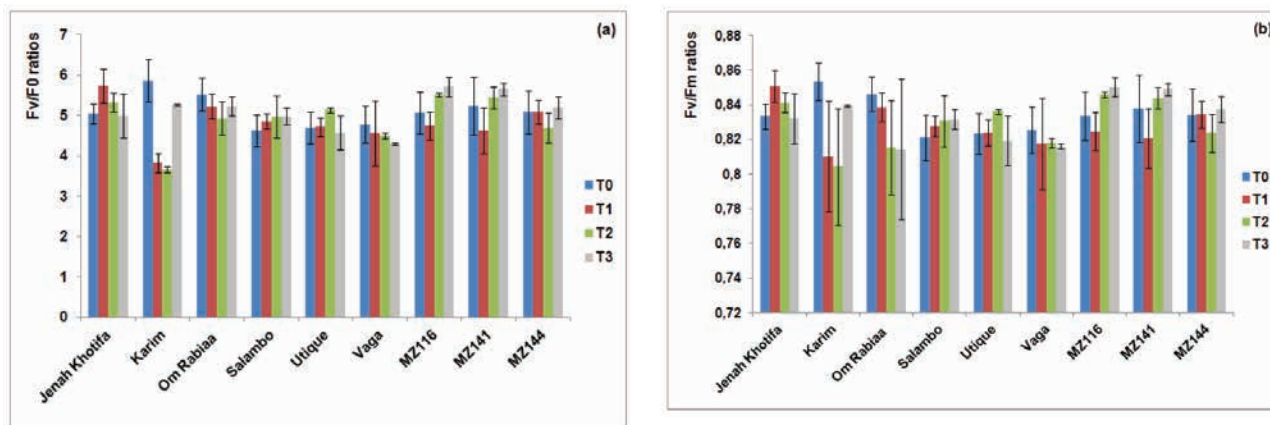 (a)
Fv/F0 ratios
7
6
5
4
3
2
1
0
Jenah Khotifa
Karim
Om Rabiaa
Salambo
Utique
Vaga
MZ116
MZ141
MZ144
T0
T1
T2
T3
(b)
Fv/Fm ratios
0,88
0,86
0,84
0,82
0,8
0,78
0,76
0,74
0,72
Jenah Khotifa
Karim
Om Rabiaa
Salambo
Utique
Vaga
MZ116
MZ141
MZ144
T0
T1
T2
T3